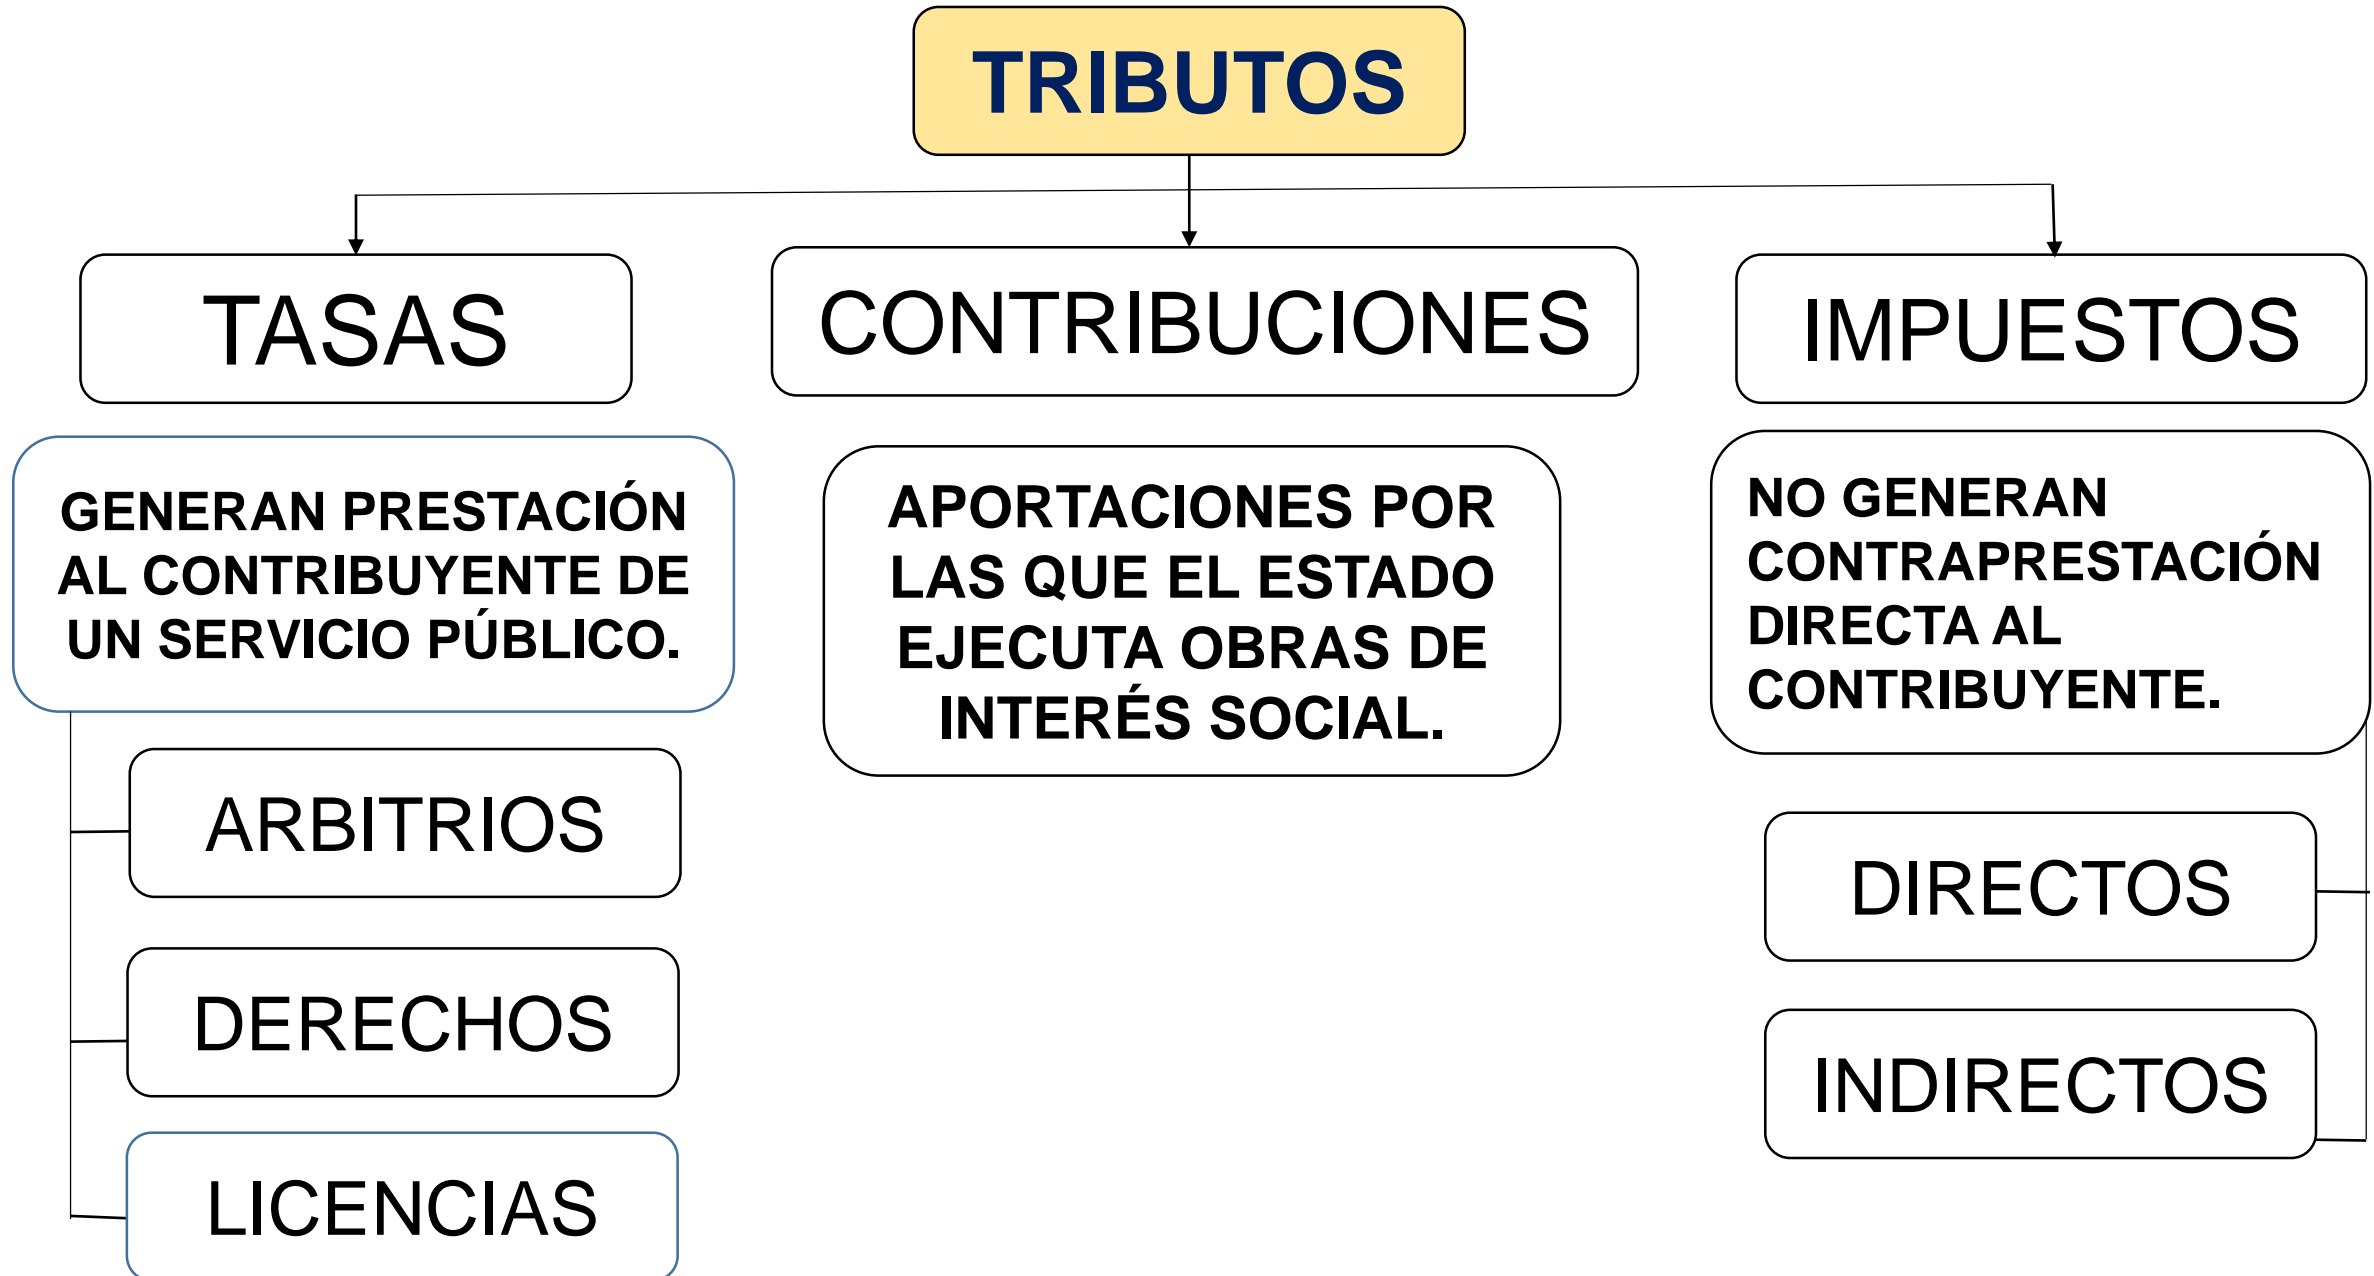 TRIBUTOS
TASAS
CONTRIBUCIONES
IMPUESTOS
GENERAN PRESTACIÓN
AL CONTRIBUYENTE DE
UN SERVICIO PÚBLICO.
APORTACIONES POR
LAS QUE EL ESTADO
EJECUTA OBRAS DE
INTERÉS SOCIAL.
NO GENERAN
CONTRAPRESTACIÓN
DIRECTA AL
CONTRIBUYENTE.
ARBITRIOS
DERECHOS
LICENCIAS
DIRECTOS
INDIRECTOS